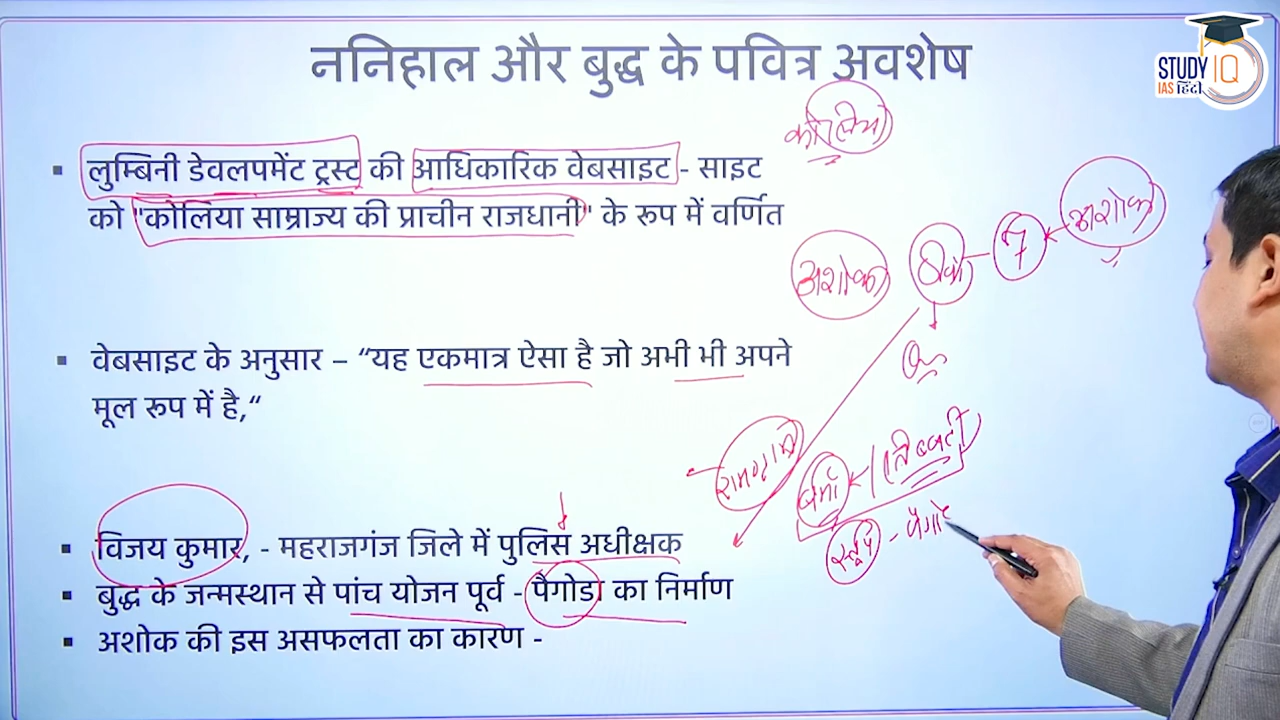 ननिहाल और बुद्ध के पवित्र अवशेष
STUDY IQ
IAS हिंदी
कोलिय
▪ लुम्बिनी डेवलपमेंट ट्रस्ट की आधिकारिक वेबसाइट - साइट
को "कोलिया साम्राज्य की प्राचीन राजधानी" के रूप में वर्णित
अशोक
अशोक
▪ वेबसाइट के अनुसार – “यह एकमात्र ऐसा है जो अभी भी अपने
मूल रूप में है,“
रामग्राम
बर्मा
तिब्बती
स्तूप - पैगोड
▪ विजय कुमार, - महराजगंज जिले में पुलिस अधीक्षक
▪ बुद्ध के जन्मस्थान से पांच योजन पूर्व - पैगोडा का निर्माण
▪ अशोक की इस असफलता का कारण -